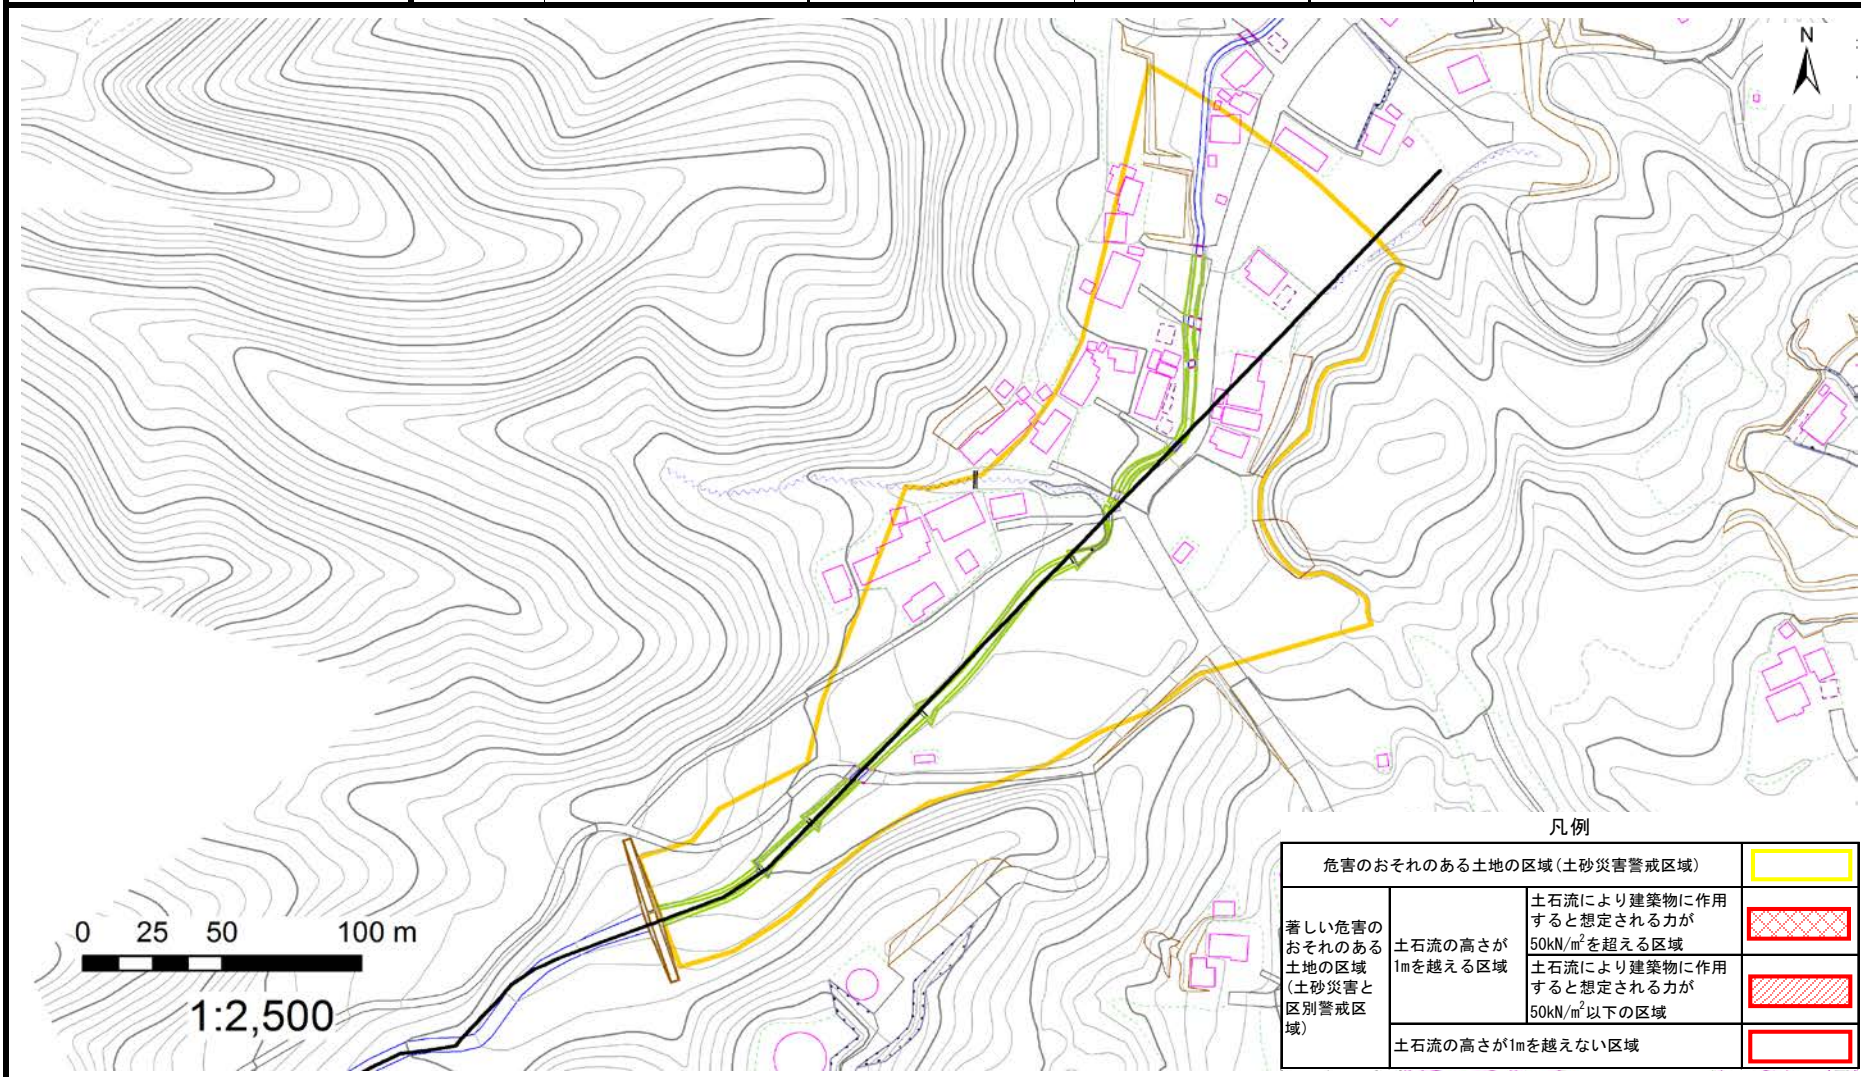 N
0 25 50 100 m
1:2,500
凡例
危害のおそれのある土地の区域(土砂災害警戒区域)
著しい危害の
おそれのある
土地の区域
(土砂災害と
区別警戒区
域)
土石流の高さが
1mを越える区域
土石流により建築物に作用
すると想定される力が
50kN/m²を超える区域
土石流により建築物に作用
すると想定される力が
50kN/m²以下の区域
土石流の高さが1mを越えない区域